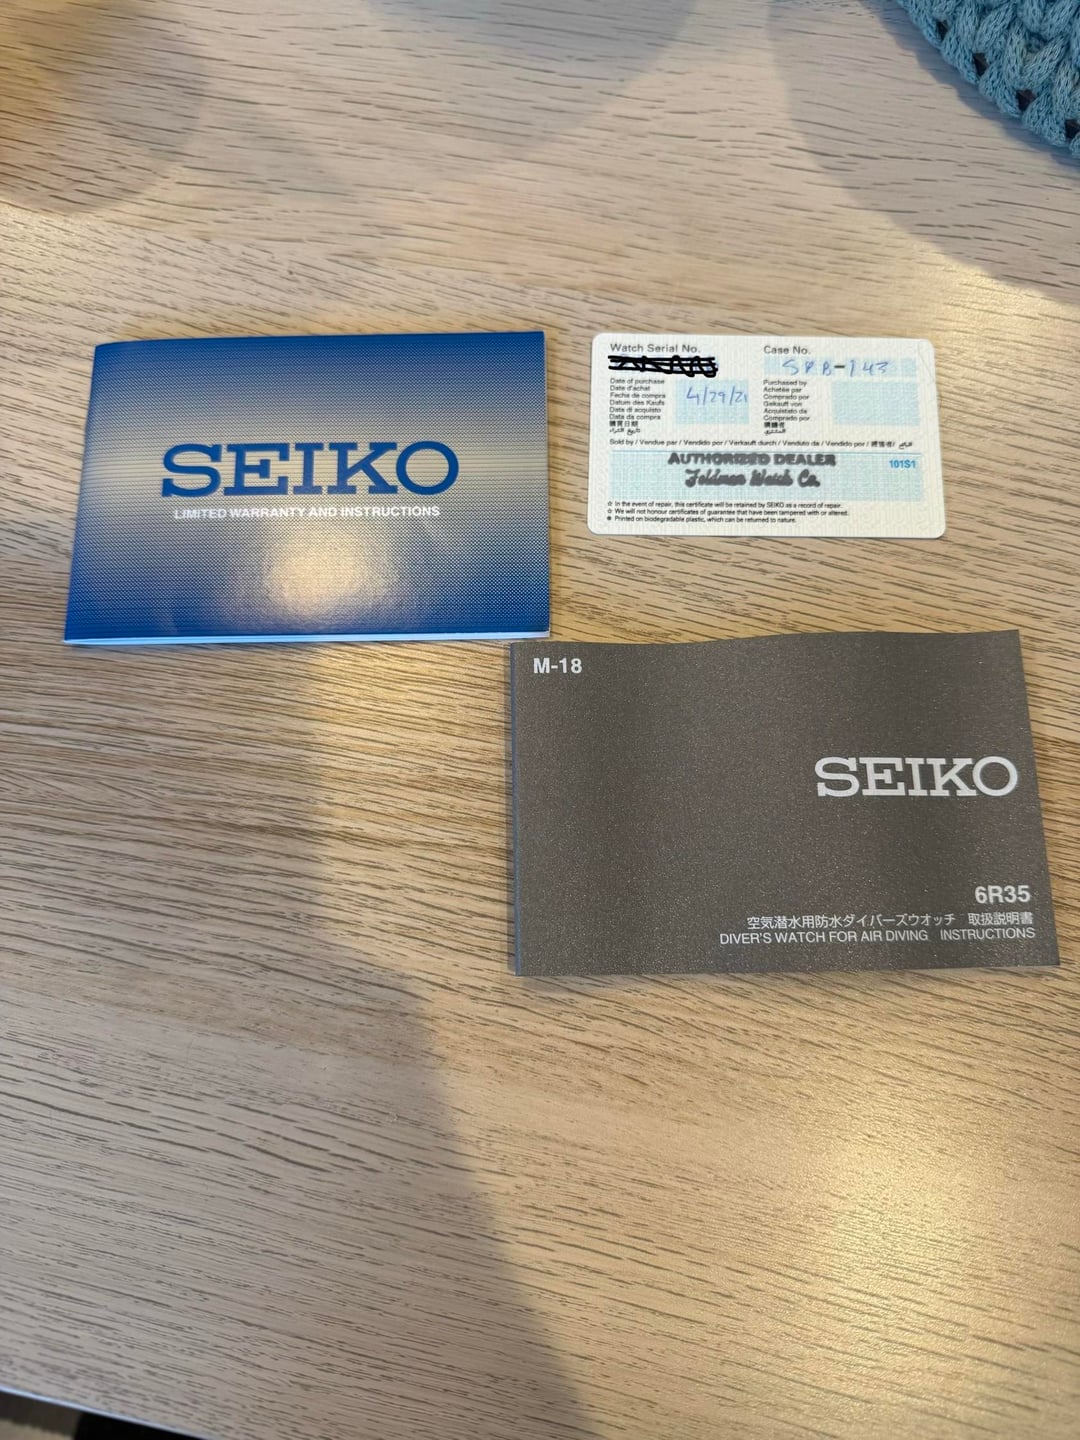 SEIKO
LIMITED WARRANTY AND INSTRUCTIONS
Watch Serial No.
Case No.
Date of purchase
Date d'achat
Fecha de compra
Datum des Kaufs
Data di acquisto
Data da compra
購買日期
4/29/21
Purchased by
Achetée par
Comprado por
Gekauft von
Acquistato da
Comprado por
Sold by / Vendue par / Vendido por / Verkauft durch / Venduto da / Vendido por /
AUTHORIZED DEALER
Feldman Watch Co.
101S1
☆ In the event of repair, this certificate will be retained by SEIKO as a record of repair.
☆ We will not honour certificates of guarantee that have been tampered with or altered.
Printed on biodegradable plastic, which can be returned to nature.
M-18
SEIKO
6R35
空気潜水用防水ダイバーズウオッチ 取扱説明書
DIVER'S WATCH FOR AIR DIVING INSTRUCTIONS